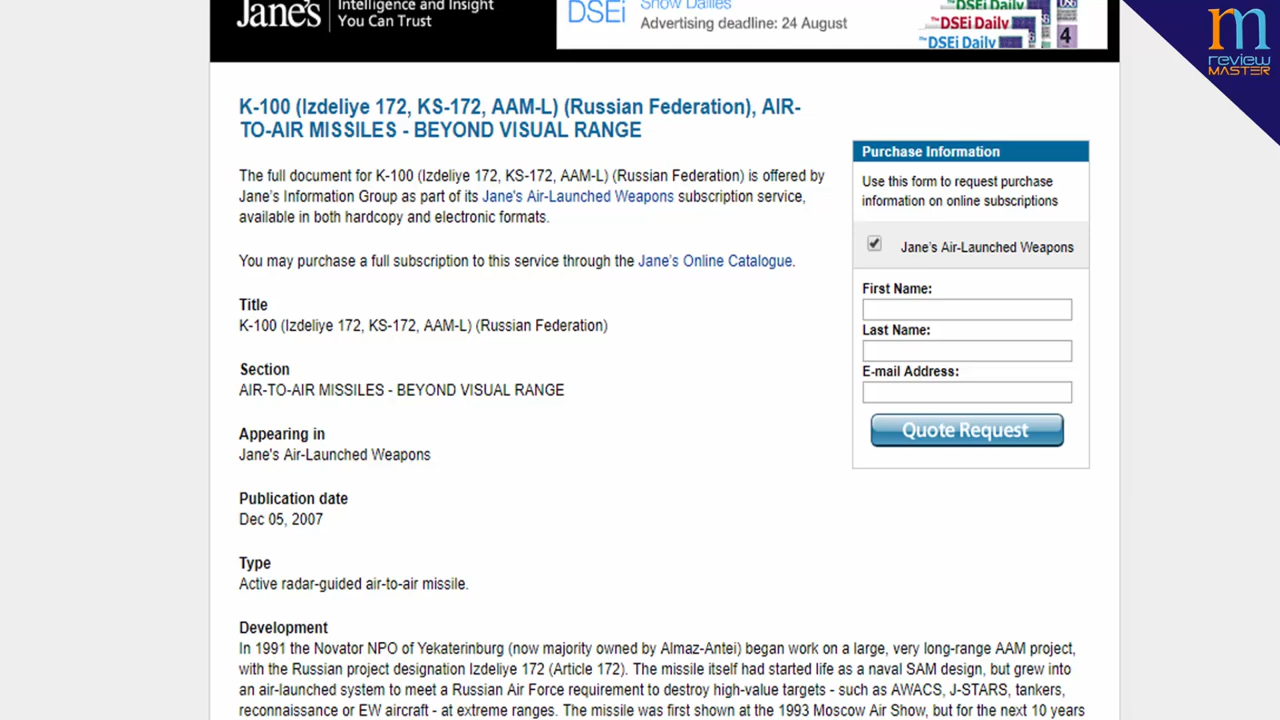 Jane's
Intelligence and Insight
You Can Trust
DSEi
Show Dailies
Advertising deadline: 24 August
The DSEi Daily
The DSEi Daily
The DSEi Daily
4
m
review
MASTER
K-100 (Izdeliye 172, KS-172, AAM-L) (Russian Federation), AIR-
TO-AIR MISSILES - BEYOND VISUAL RANGE
The full document for K-100 (Izdeliye 172, KS-172, AAM-L) (Russian Federation) is offered by
Jane's Information Group as part of its Jane's Air-Launched Weapons subscription service,
available in both hardcopy and electronic formats.
You may purchase a full subscription to this service through the Jane's Online Catalogue.
Title
K-100 (Izdeliye 172, KS-172, AAM-L) (Russian Federation)
Section
AIR-TO-AIR MISSILES - BEYOND VISUAL RANGE
Appearing in
Jane's Air-Launched Weapons
Publication date
Dec 05, 2007
Type
Active radar-guided air-to-air missile.
Development
In 1991 the Novator NPO of Yekaterinburg (now majority owned by Almaz-Antei) began work on a large, very long-range AAM project,
with the Russian project designation Izdeliye 172 (Article 172). The missile itself had started life as a naval SAM design, but grew into
an air-launched system to meet a Russian Air Force requirement to destroy high-value targets - such as AWACS, J-STARS, tankers,
reconnaissance or EW aircraft - at extreme ranges. The missile was first shown at the 1993 Moscow Air Show, but for the next 10 years
Purchase Information
Use this form to request purchase
information on online subscriptions
Jane's Air-Launched Weapons
First Name:
Last Name:
E-mail Address:
Quote Request